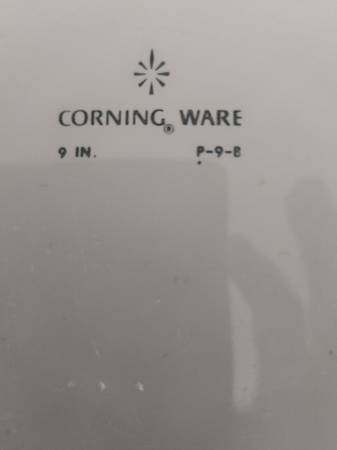 CORNING® WARE
9 IN. P-9-B